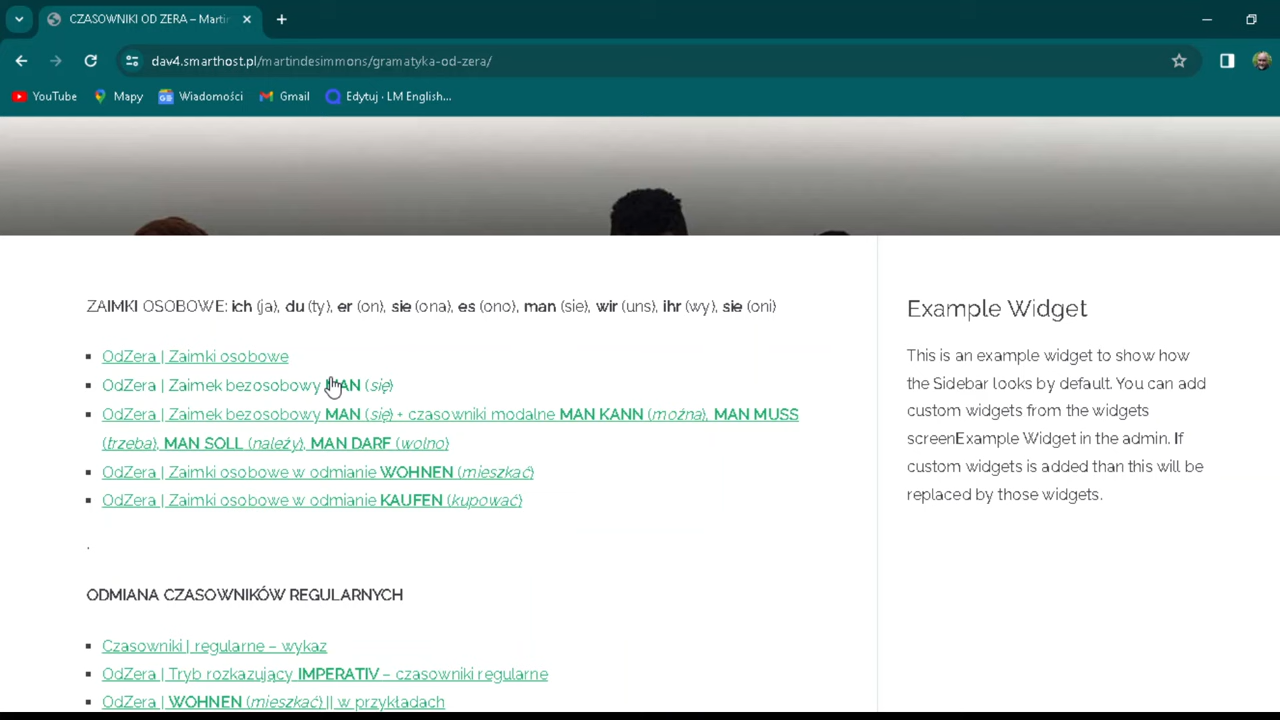 CZASOWNIKI OD ZERA – Martin
dav4.smarthost.pl/martindesimmons/gramatyka-od-zera/
YouTube Mapy Wiadomości Gmail Edytuj · LM English...
ZAIMKI OSOBOWE: ich (ja), du (ty), er (on), sie (ona), es (ono), man (sie), wir (uns), ihr (wy), sie (oni)
OdZera | Zaimki osobowe
OdZera | Zaimek bezosobowy MAN (się)
OdZera | Zaimek bezosobowy MAN (się) + czasowniki modalne MAN KANN (można), MAN MUSS
(trzeba), MAN SOLL (należy), MAN DARF (wolno)
OdZera | Zaimki osobowe w odmianie WOHNEN (mieszkać)
OdZera | Zaimki osobowe w odmianie KAUFEN (kupować)
.
ODMIANA CZASOWNIKÓW REGULARNYCH
Czasowniki | regularne – wykaz
OdZera | Tryb rozkazujący IMPERATIV – czasowniki regularne
OdZera | WOHNEN (mieszkać) || w przykładach
Example Widget
This is an example widget to show how
the Sidebar looks by default. You can add
custom widgets from the widgets
screenExample Widget in the admin. If
custom widgets is added than this will be
replaced by those widgets.